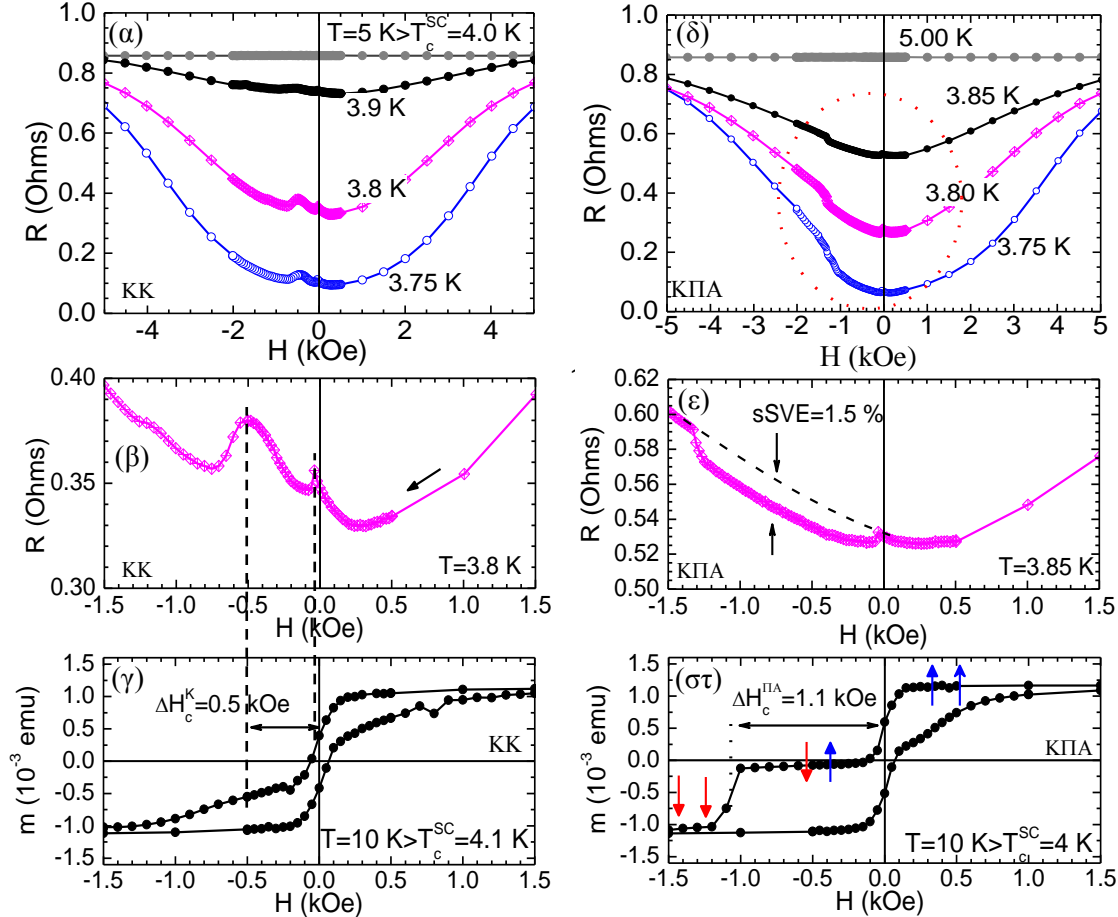 (α)
T=5 K>T_c^SC=4.0 K
3.9 K
3.8 K
3.75 K
KK
R (Ohms)
1.0
0.8
0.6
0.4
0.2
0.0
-4 -2 0 2 4
H (kOe)
(δ)
5.00 K
3.85 K
3.80 K
3.75 K
ΚΠΑ
R (Ohms)
1.0
0.8
0.6
0.4
0.2
0.0
-5 -4 -3 -2 -1 0 1 2 3 4 5
H (kOe)
(β)
KK
T=3.8 K
R (Ohms)
0.40
0.35
0.30
-1.5 -1.0 -0.5 0.0 0.5 1.0 1.5
H (kOe)
(ε)
sSVE=1.5 %
ΚΠΑ
T=3.85 K
R (Ohms)
0.62
0.60
0.58
0.56
0.54
0.52
0.50
-1.5 -1.0 -0.5 0.0 0.5 1.0 1.5
H (kOe)
(γ)
ΔH_c^K=0.5 kOe
KK
T=10 K>T_c^SC=4.1 K
m (10^-3 emu)
1.5
1.0
0.5
0.0
-0.5
-1.0
-1.5
-1.5 -1.0 -0.5 0.0 0.5 1.0 1.5
H (kOe)
(στ)
ΔH_c^ΠΑ=1.1 kOe
ΚΠΑ
T=10 K>T_c^SC=4 K
m (10^-3 emu)
1.5
1.0
0.5
0.0
-0.5
-1.0
-1.5
-1.5 -1.0 -0.5 0.0 0.5 1.0 1.5
H (kOe)